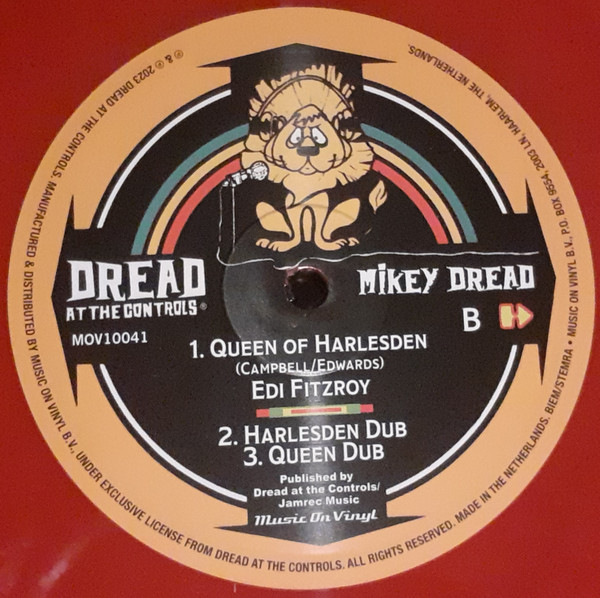 DREAD
AT THE CONTROLS®
MOV10041
MiKEY DREAD
B
1. QUEEN OF HARLESDEN
(CAMPBELL/EDWARDS)
EDI FITZROY
2. HARLESDEN DUB
3. QUEEN DUB
Published by
Dread at the Controls/
Jamrec Music
Music On Vinyl
℗ & © 2023 DREAD AT THE CONTROLS. MANUFACTURED & DISTRIBUTED BY MUSIC ON VINYL B.V., UNDER EXCLUSIVE LICENSE FROM DREAD AT THE CONTROLS. ALL RIGHTS RESERVED. MADE IN THE NETHERLANDS. BIEM/STEMRA • MUSIC ON VINYL B.V., P.O. BOX 9554, 2003 LN, HAARLEM, THE NETHERLANDS.